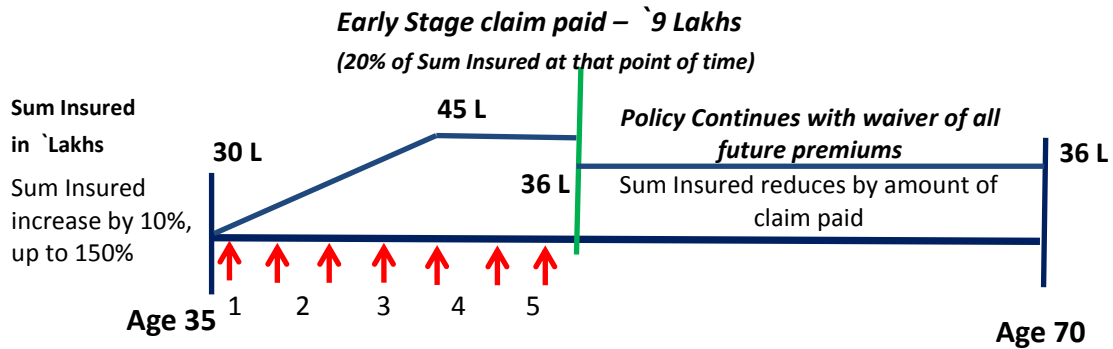 Early Stage claim paid – `9 Lakhs
(20% of Sum Insured at that point of time)
Sum Insured
in `Lakhs
30 L
45 L
Policy Continues with waiver of all
future premiums
36 L
36 L
Sum Insured
increase by 10%,
up to 150%
Sum Insured reduces by amount of
claim paid
1 2 3 4 5
Age 35
Age 70